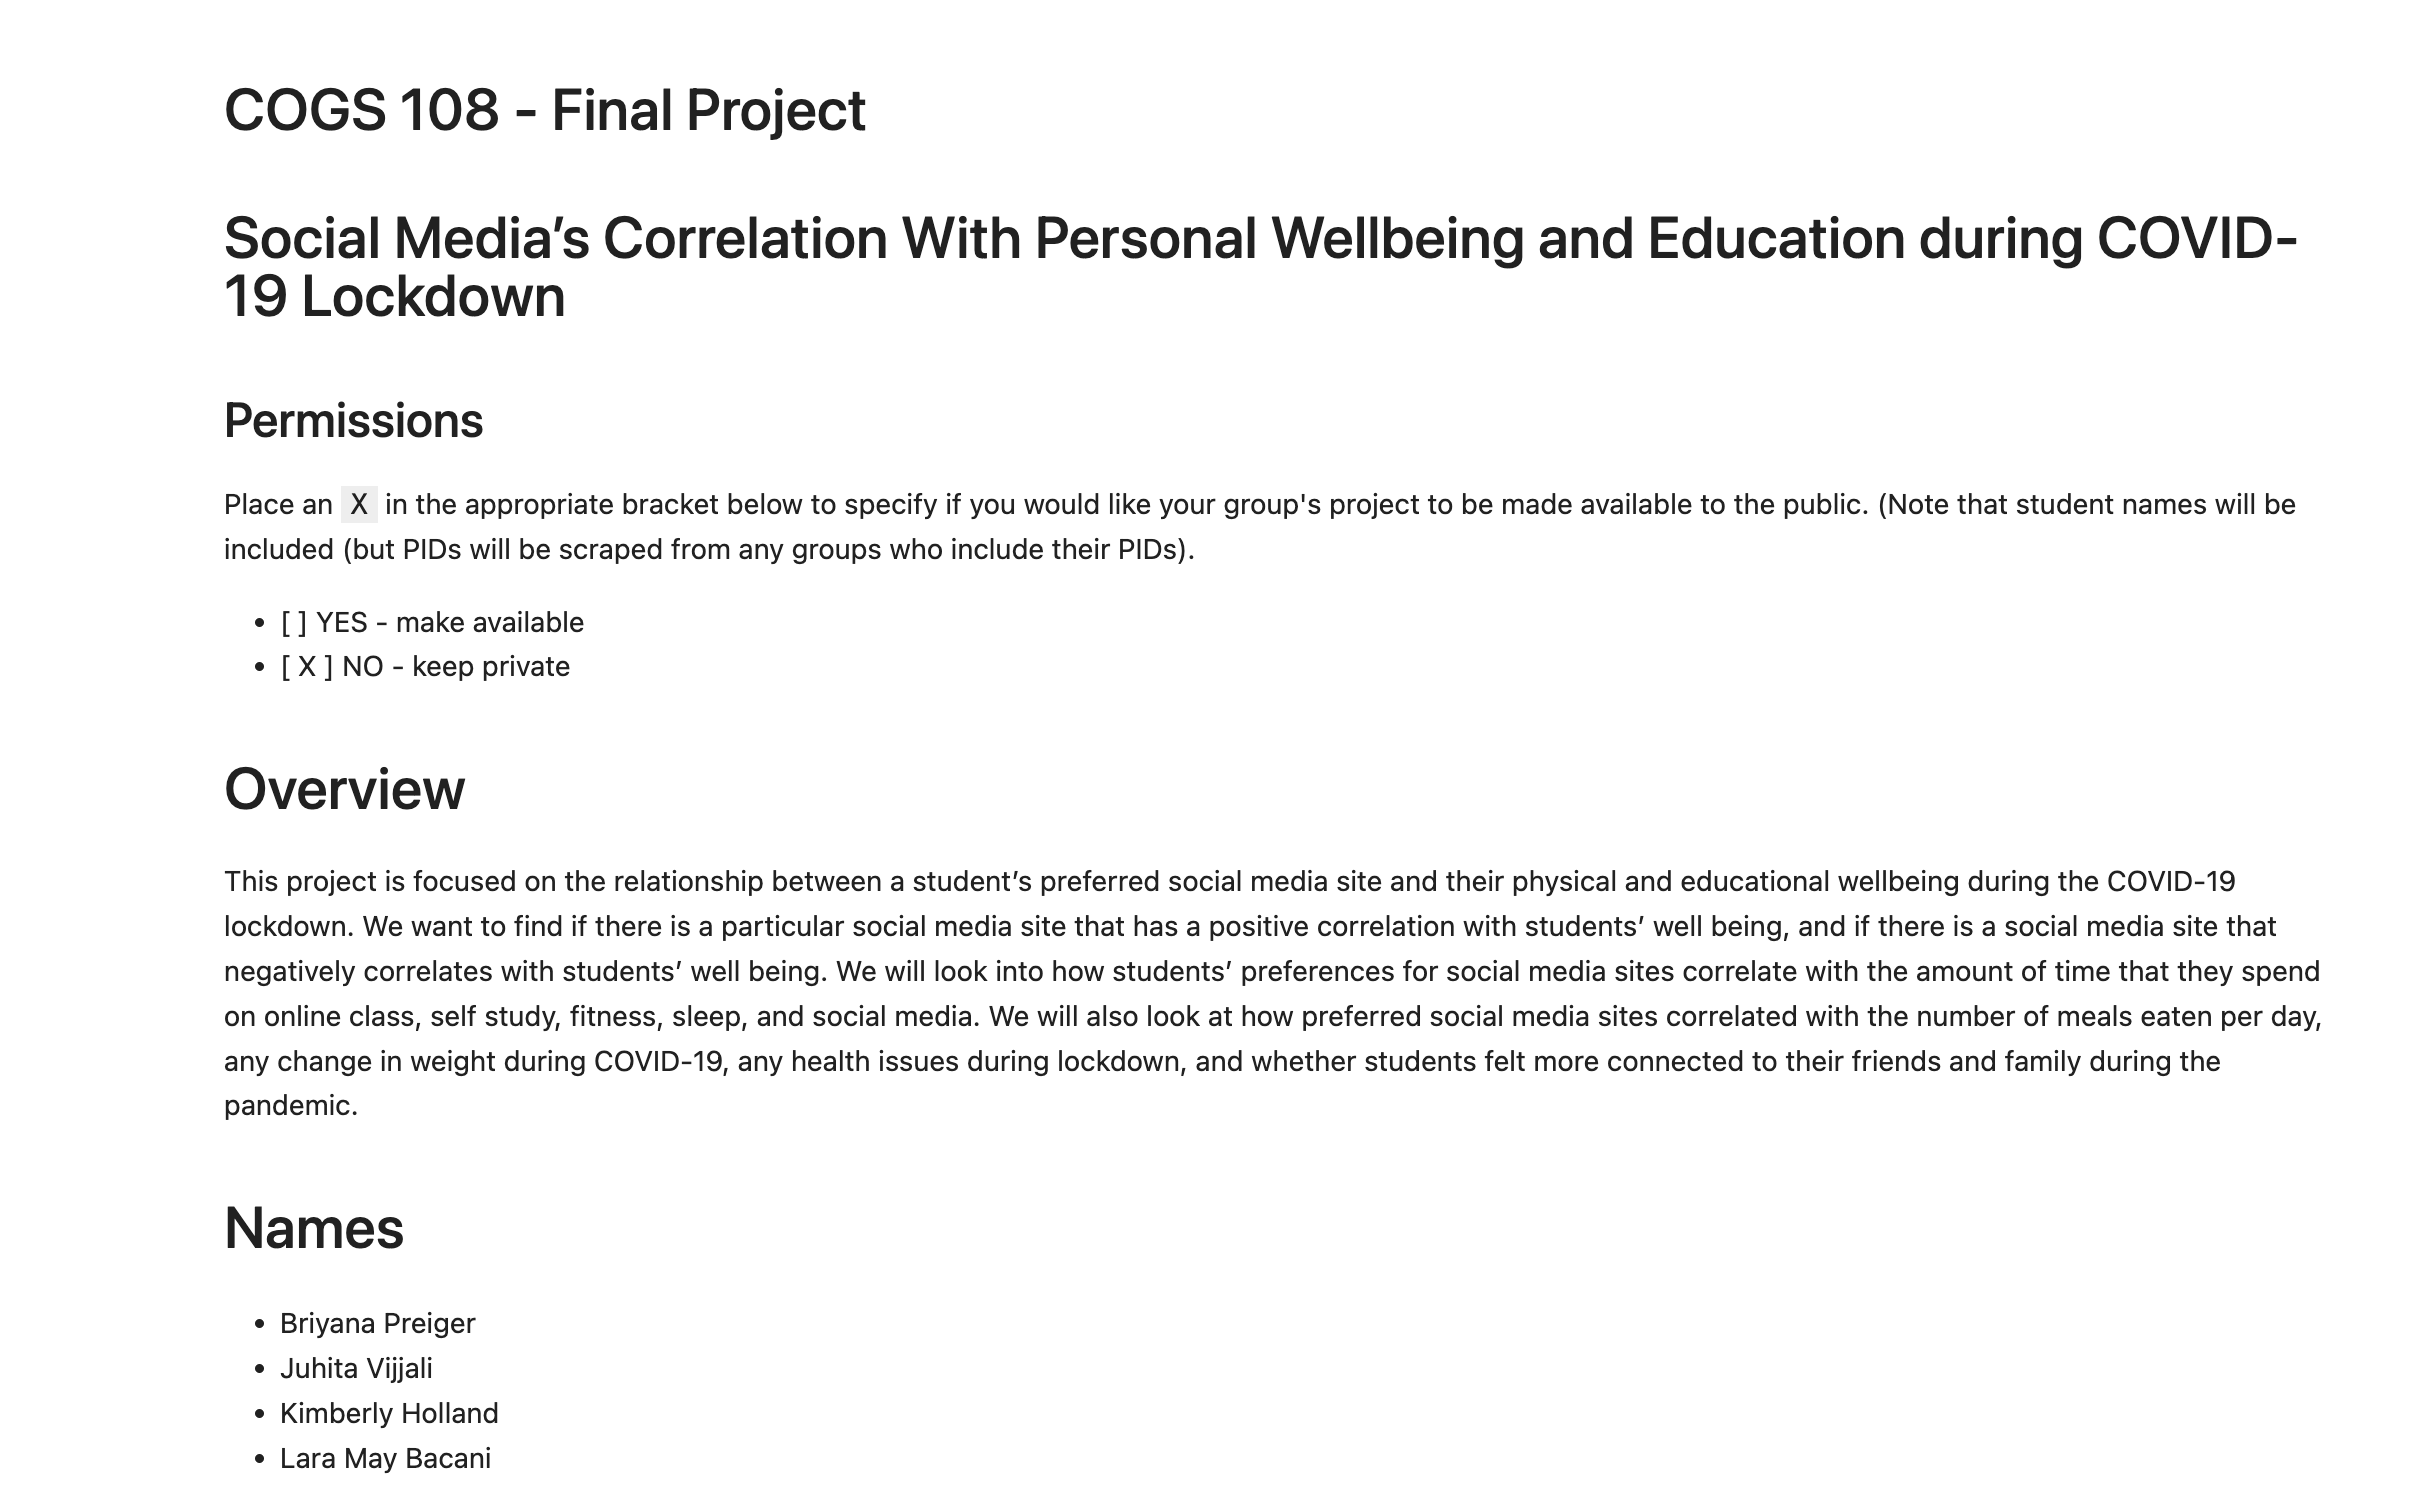 COGS 108 - Final Project
Social Media’s Correlation With Personal Wellbeing and Education during COVID-
19 Lockdown
Permissions
Place an X in the appropriate bracket below to specify if you would like your group's project to be made available to the public. (Note that student names will be
included (but PIDs will be scraped from any groups who include their PIDs).
• [ ] YES - make available
• [ X ] NO - keep private
Overview
This project is focused on the relationship between a student’s preferred social media site and their physical and educational wellbeing during the COVID-19
lockdown. We want to find if there is a particular social media site that has a positive correlation with students’ well being, and if there is a social media site that
negatively correlates with students’ well being. We will look into how students’ preferences for social media sites correlate with the amount of time that they spend
on online class, self study, fitness, sleep, and social media. We will also look at how preferred social media sites correlated with the number of meals eaten per day,
any change in weight during COVID-19, any health issues during lockdown, and whether students felt more connected to their friends and family during the
pandemic.
Names
• Briyana Preiger
• Juhita Vijjali
• Kimberly Holland
• Lara May Bacani